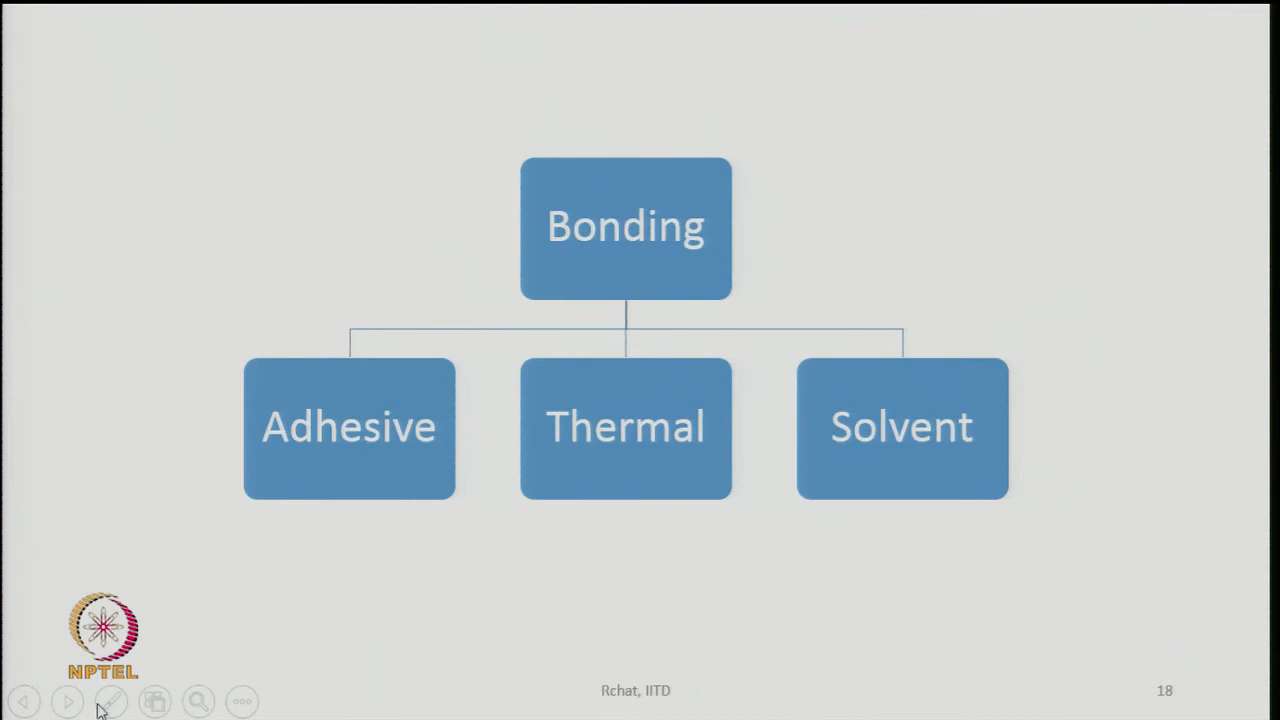 Bonding
Adhesive
Thermal
Solvent
NPTEL
Rchat, IITD
18